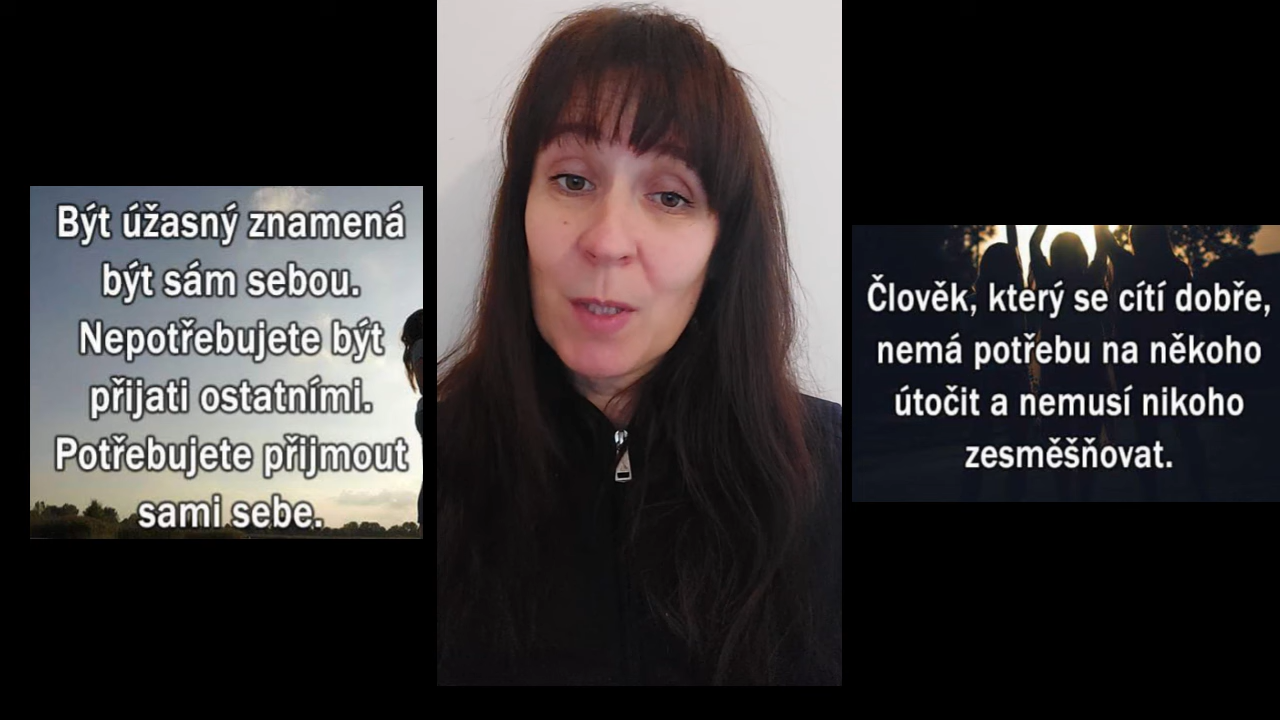 Být úžasný znamená
být sám sebou.
Nepotřebujete být
přijati ostatními.
Potřebujete přijmout
sami sebe.
Člověk, který se cítí dobře,
nemá potřebu na někoho
útočit a nemusí nikoho
zesměšňovat.